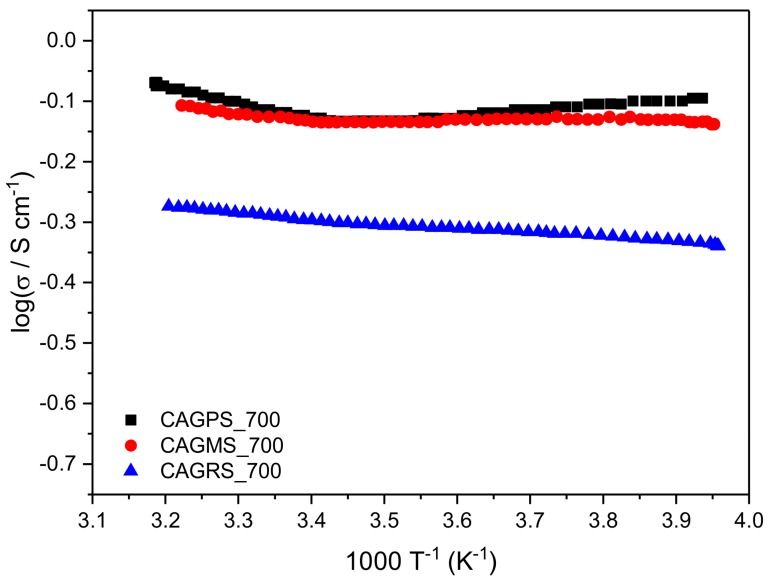 0.0
-0.1
-0.2
-0.3
-0.4
-0.5
-0.6
-0.7
log(σ / S cm⁻¹)
CAGPS_700
CAGMS_700
CAGRS_700
3.1 3.2 3.3 3.4 3.5 3.6 3.7 3.8 3.9 4.0
1000 T⁻¹ (K⁻¹)